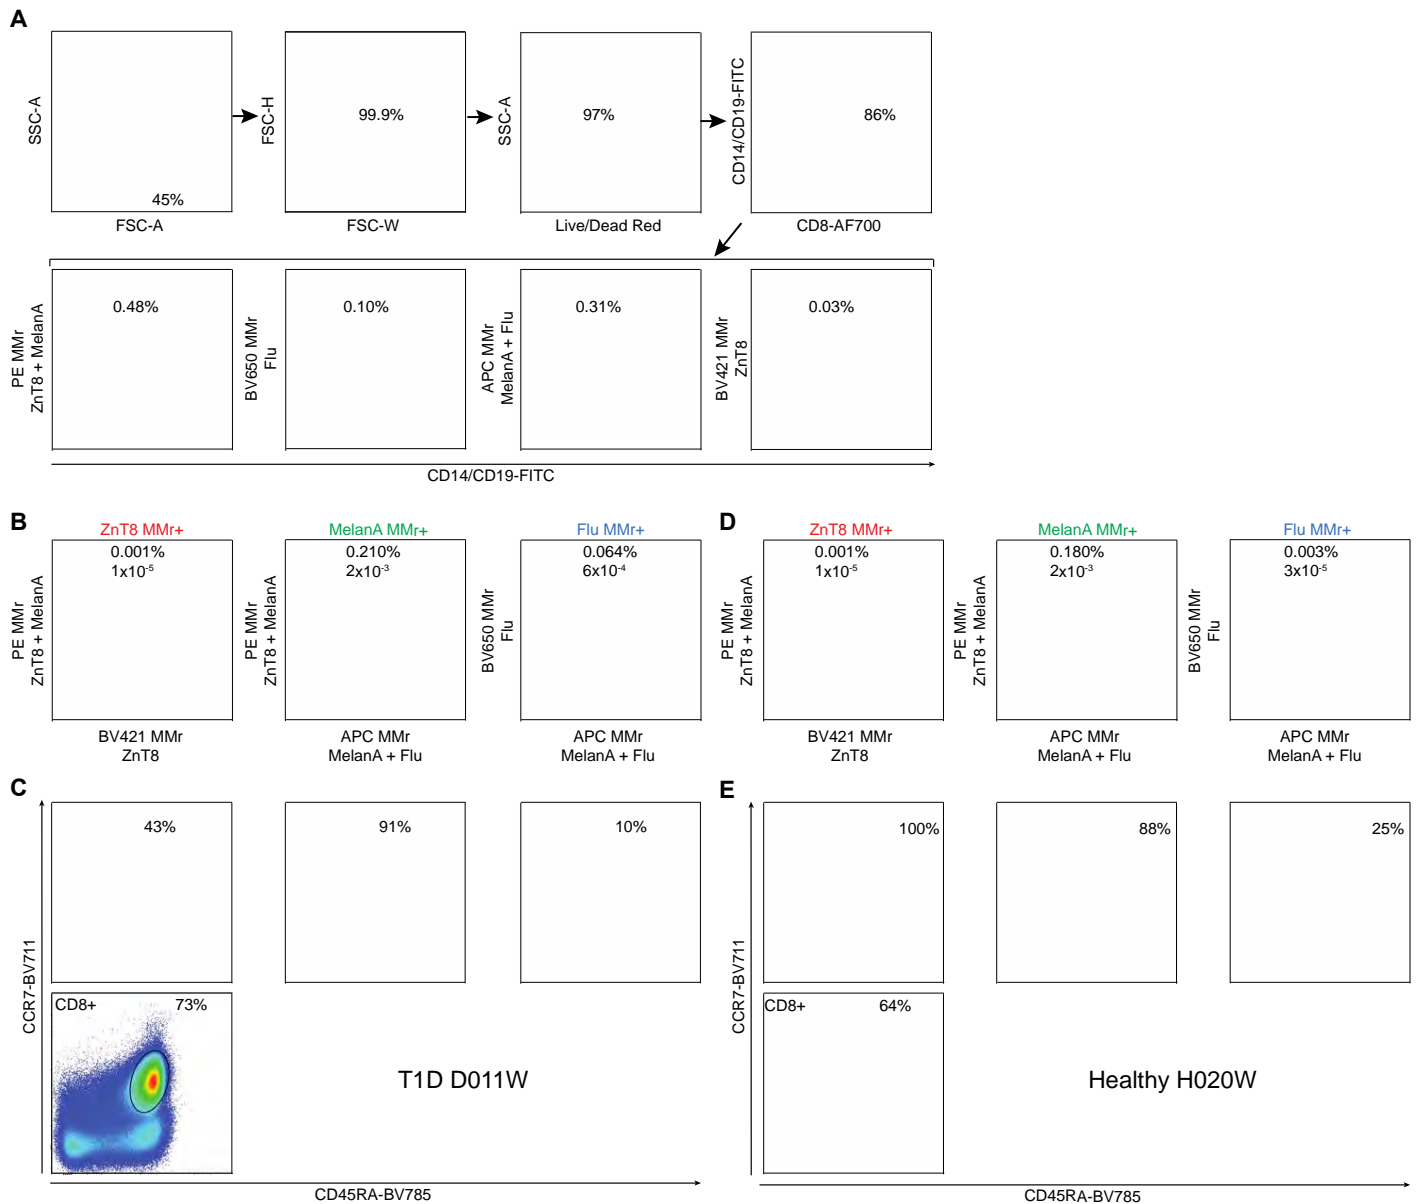 A
SSC-A
45%
FSC-A
FSC-H
99.9%
FSC-W
SSC-A
97%
Live/Dead Red
CD14/CD19-FITC
86%
CD8-AF700
PE MMr
ZnT8 + MelanA
0.48%
BV650 MMr
Flu
0.10%
APC MMr
MelanA + Flu
0.31%
BV421 MMr
ZnT8
0.03%
CD14/CD19-FITC
B
ZnT8 MMr+
PE MMr
ZnT8 + MelanA
0.001%
1x10⁻⁵
BV421 MMr
ZnT8
MelanA MMr+
PE MMr
ZnT8 + MelanA
0.210%
2x10⁻³
APC MMr
MelanA + Flu
Flu MMr+
BV650 MMr
Flu
0.064%
6x10⁻⁴
APC MMr
MelanA + Flu
D
ZnT8 MMr+
PE MMr
ZnT8 + MelanA
0.001%
1x10⁻⁵
BV421 MMr
ZnT8
MelanA MMr+
PE MMr
ZnT8 + MelanA
0.180%
2x10⁻³
APC MMr
MelanA + Flu
Flu MMr+
BV650 MMr
Flu
0.003%
3x10⁻⁵
APC MMr
MelanA + Flu
C
CCR7-BV711
43%
91%
10%
CD8+ 73%
T1D D011W
CD45RA-BV785
E
CCR7-BV711
100%
88%
25%
CD8+ 64%
Healthy H020W
CD45RA-BV785